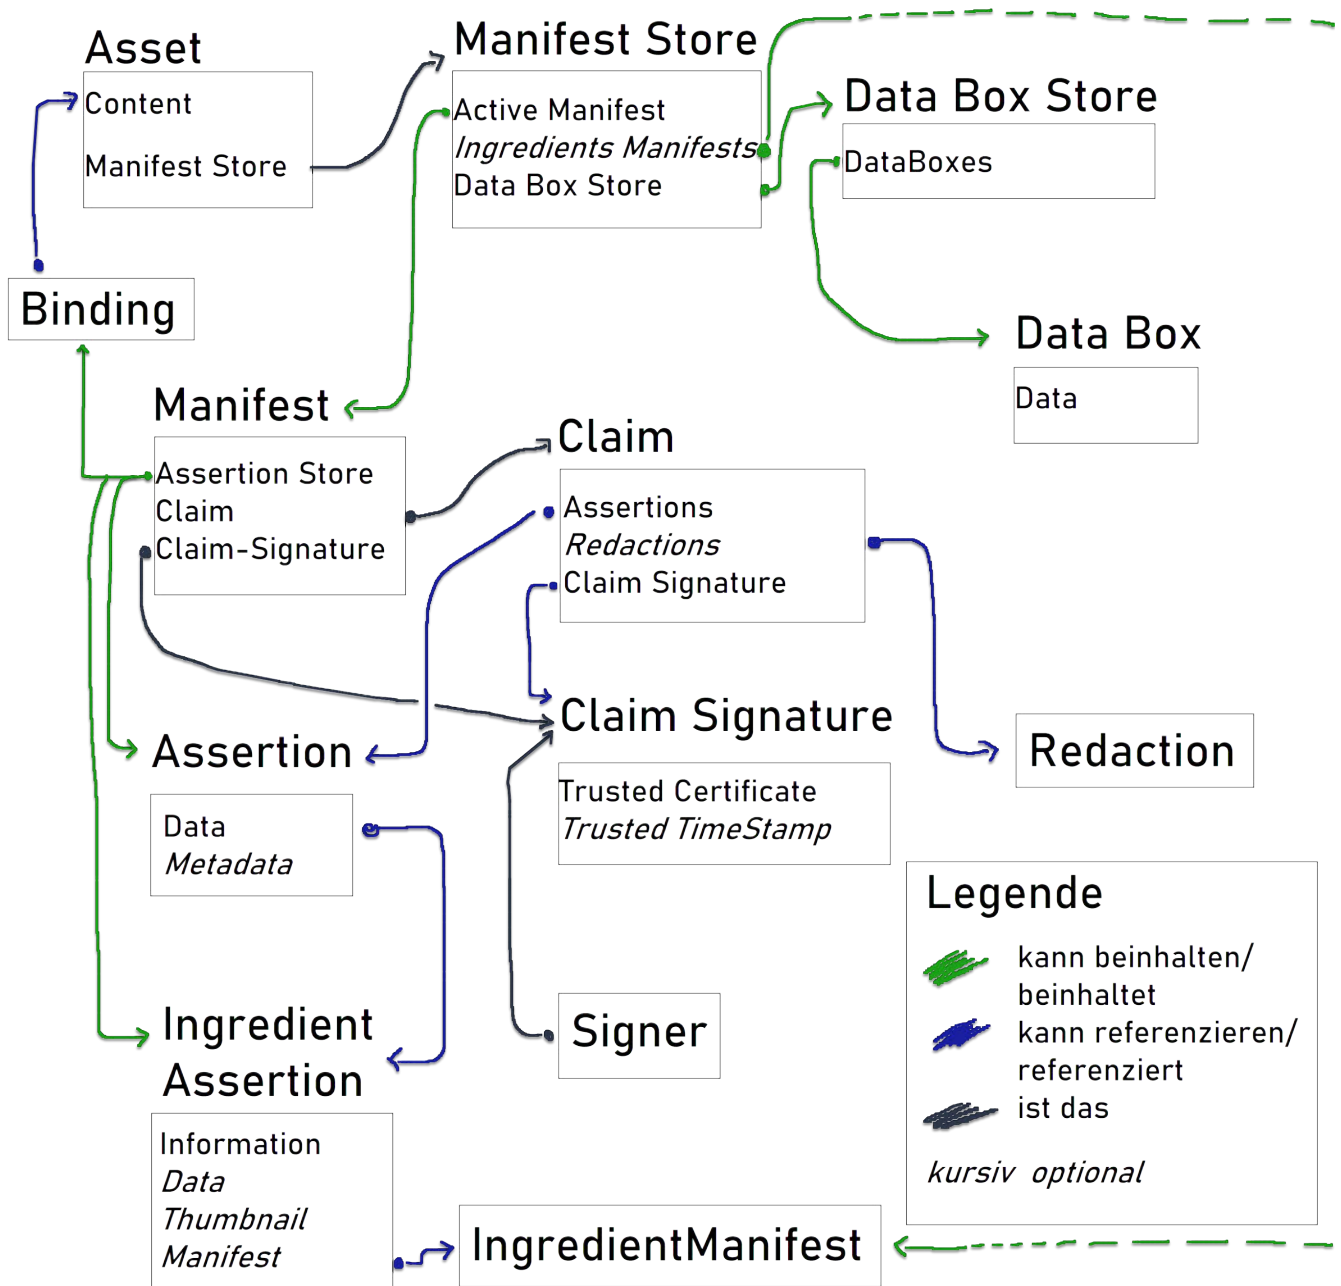 Asset
Content
Manifest Store
Manifest Store
Active Manifest
Ingredients Manifests
Data Box Store
Data Box Store
DataBoxes
Binding
Data Box
Data
Manifest
Assertion Store
Claim
Claim-Signature
Claim
Assertions
Redactions
Claim Signature
Claim Signature
Trusted Certificate
Trusted TimeStamp
Redaction
Assertion
Data
Metadata
Ingredient
Assertion
Information
Data
Thumbnail
Manifest
Signer
IngredientManifest
Legende
kann beinhalten/
beinhaltet
kann referenzieren/
referenziert
ist das
kursiv optional